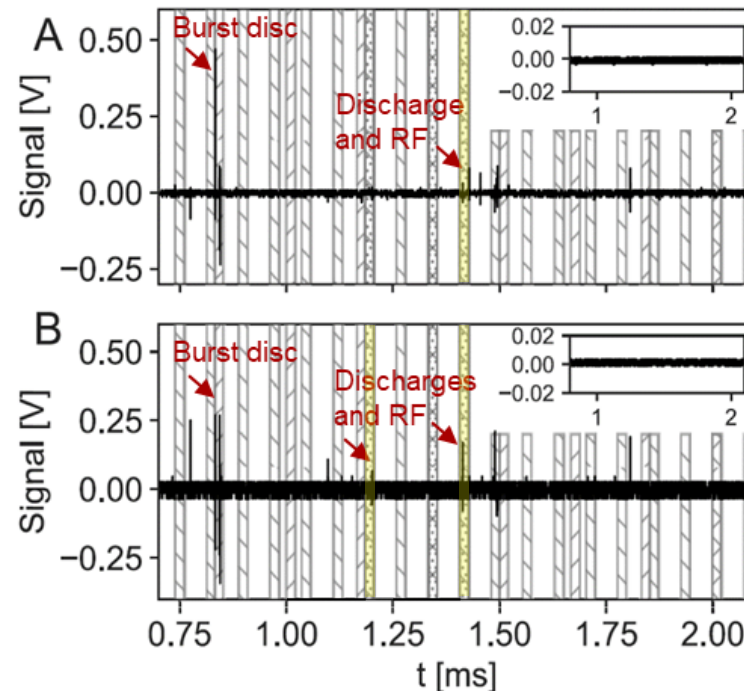 A
Burst disc
Discharge
and RF
Signal [V]
0.50
0.25
0.00
−0.25
0.02
0.00
−0.02
1
2
B
Burst disc
Discharges
and RF
Signal [V]
0.50
0.25
0.00
−0.25
0.02
0.00
−0.02
1
2
0.75
1.00
1.25
1.50
1.75
2.00
t [ms]